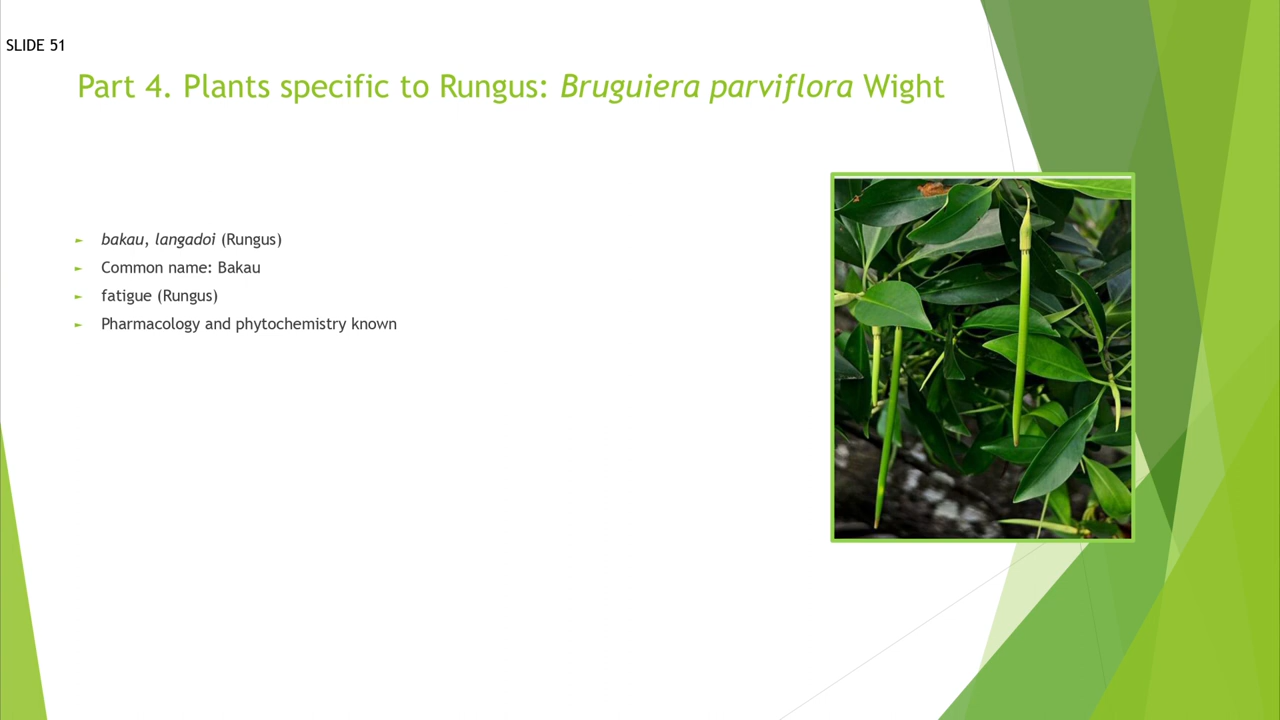 SLIDE 51
Part 4. Plants specific to Rungus: Bruguiera parviflora Wight
► bakau, langadoi (Rungus)
► Common name: Bakau
► fatigue (Rungus)
► Pharmacology and phytochemistry known